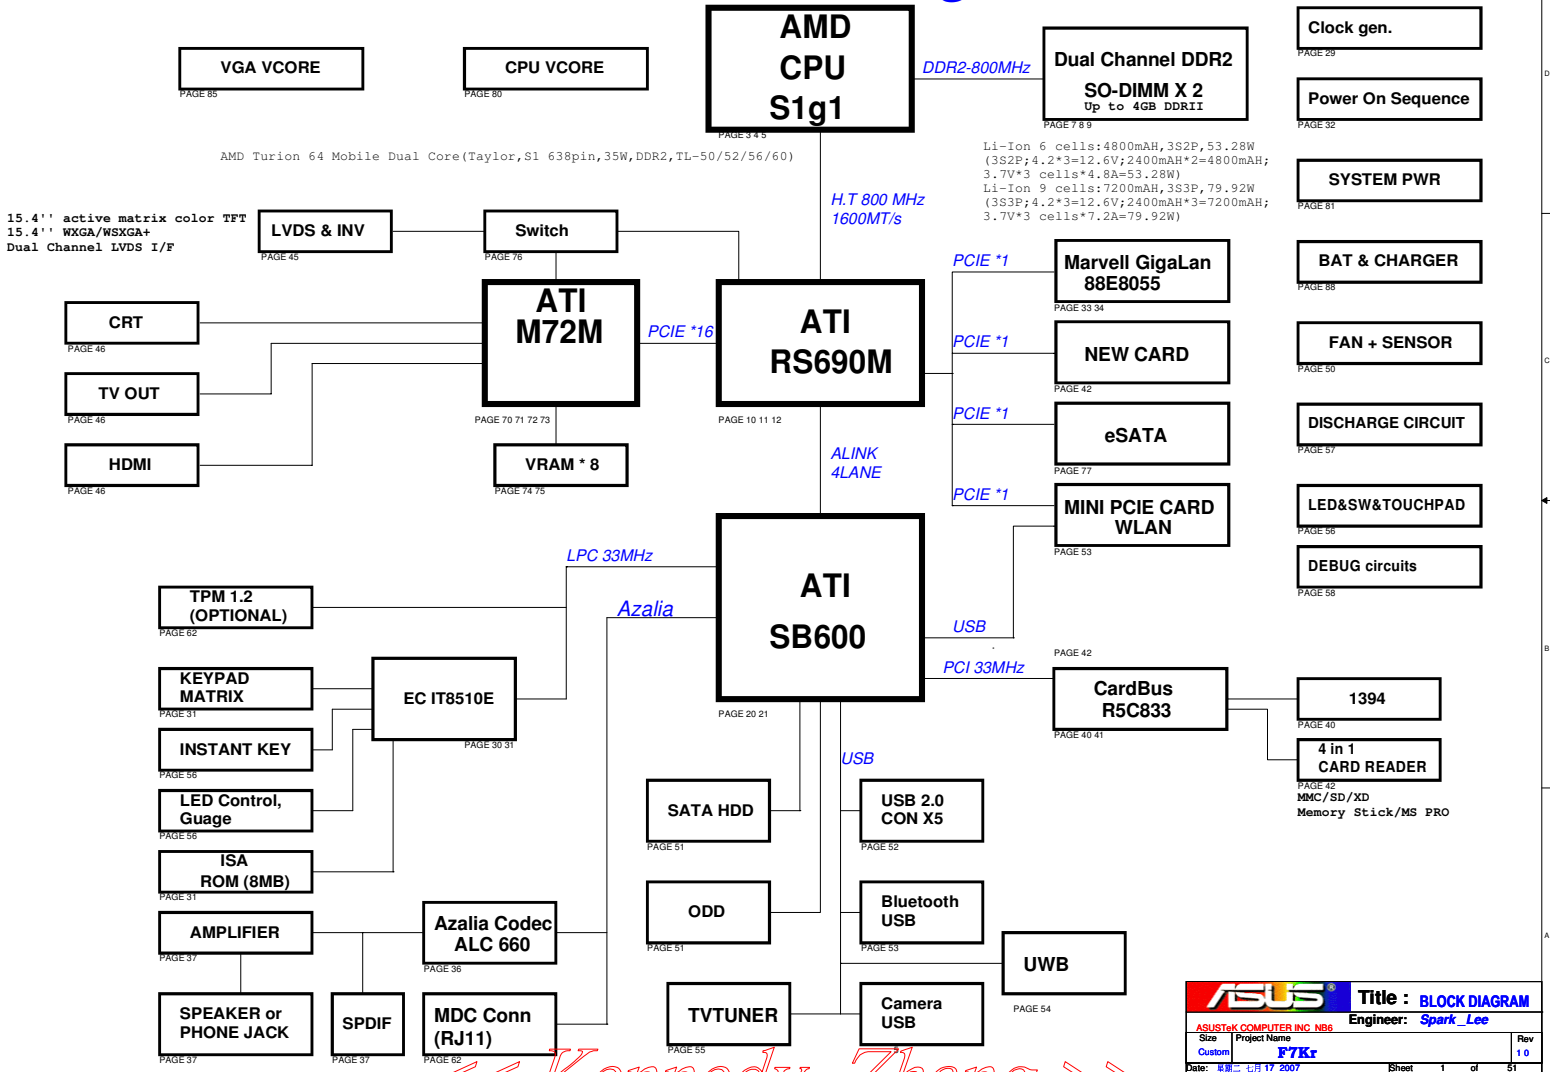 AMD
CPU
S1g1
PAGE 3 4 5
VGA VCORE
PAGE 85
CPU VCORE
PAGE 80
DDR2-800MHz
Dual Channel DDR2
SO-DIMM X 2
Up to 4GB DDRII
PAGE 7 8 9
Clock gen.
PAGE 29
Power On Sequence
PAGE 32
SYSTEM PWR
PAGE 81
BAT & CHARGER
PAGE 88
FAN + SENSOR
PAGE 50
DISCHARGE CIRCUIT
PAGE 57
LED&SW&TOUCHPAD
PAGE 56
DEBUG circuits
PAGE 58
AMD Turion 64 Mobile Dual Core(Taylor,S1 638pin,35W,DDR2,TL-50/52/56/60)
Li-Ion 6 cells:4800mAH,3S2P,53.28W
(3S2P;4.2*3=12.6V;2400mAH*2=4800mAH;
3.7V*3 cells*4.8A=53.28W)
Li-Ion 9 cells:7200mAH,3S3P,79.92W
(3S3P;4.2*3=12.6V;2400mAH*3=7200mAH;
3.7V*3 cells*7.2A=79.92W)
H.T 800 MHz
1600MT/s
15.4'' active matrix color TFT
15.4'' WXGA/WSXGA+
Dual Channel LVDS I/F
LVDS & INV
PAGE 45
Switch
PAGE 76
ATI
M72M
PAGE 70 71 72 73
PCIE *16
ATI
RS690M
PAGE 10 11 12
CRT
PAGE 46
TV OUT
PAGE 46
HDMI
PAGE 46
VRAM * 8
PAGE 74 75
PCIE *1
Marvell GigaLan
88E8055
PAGE 33 34
PCIE *1
NEW CARD
PAGE 42
PCIE *1
eSATA
PAGE 77
PCIE *1
MINI PCIE CARD
WLAN
PAGE 53
ALINK
4LANE
ATI
SB600
PAGE 20 21
LPC 33MHz
Azalia
USB
PCI 33MHz
TPM 1.2
(OPTIONAL)
PAGE 62
KEYPAD
MATRIX
PAGE 31
EC IT8510E
PAGE 30 31
INSTANT KEY
PAGE 56
LED Control,
Guage
PAGE 56
ISA
ROM (8MB)
PAGE 31
PAGE 42
CardBus
R5C833
PAGE 40 41
1394
PAGE 40
4 in 1
CARD READER
PAGE 42
MMC/SD/XD
Memory Stick/MS PRO
USB
SATA HDD
PAGE 51
USB 2.0
CON X5
PAGE 52
ODD
PAGE 51
Bluetooth
USB
PAGE 53
UWB
PAGE 54
TVTUNER
PAGE 55
Camera
USB
AMPLIFIER
PAGE 37
Azalia Codec
ALC 660
PAGE 36
SPEAKER or
PHONE JACK
PAGE 37
SPDIF
PAGE 37
MDC Conn
(RJ11)
PAGE 62
<< Kennedy_Zheng >>
ASUS®
Title : BLOCK DIAGRAM
ASUSTeK COMPUTER INC NB6
Engineer: Spark_Lee
Size
Project Name
Rev
Custom
F7Kr
1 0
Date: 星期二 七月 17 2007
Sheet 1 of 51
D
C
B
A